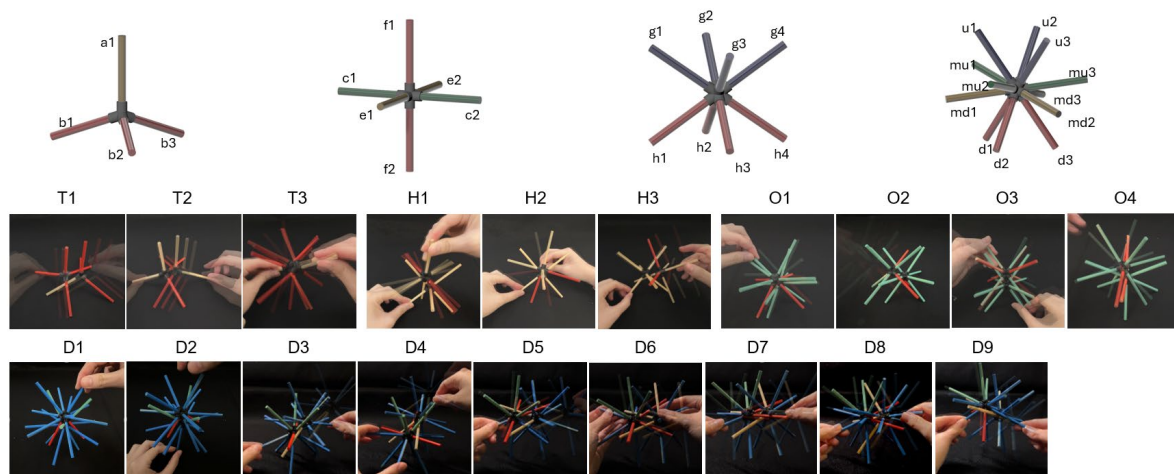 a1
b1
b2
b3
f1
c1
e2
e1
c2
f2
g1
g2
g3
g4
h1
h2
h3
h4
u1
u2
u3
mu1
mu2
mu3
md1
md3
md2
d1
d2
d3
T1 T2 T3 H1 H2 H3 O1 O2 O3 O4
D1 D2 D3 D4 D5 D6 D7 D8 D9